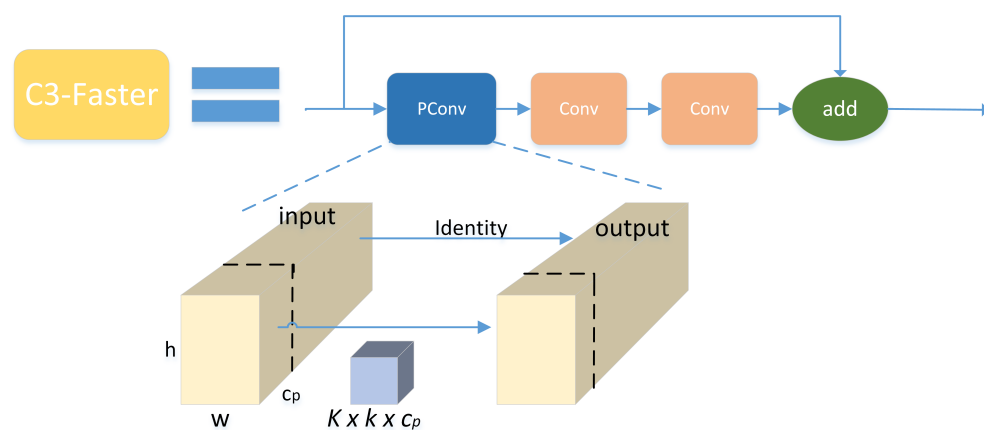 C3-Faster
PConv
Conv
Conv
add
input
Identity
output
h
cp
w
K x k x cp